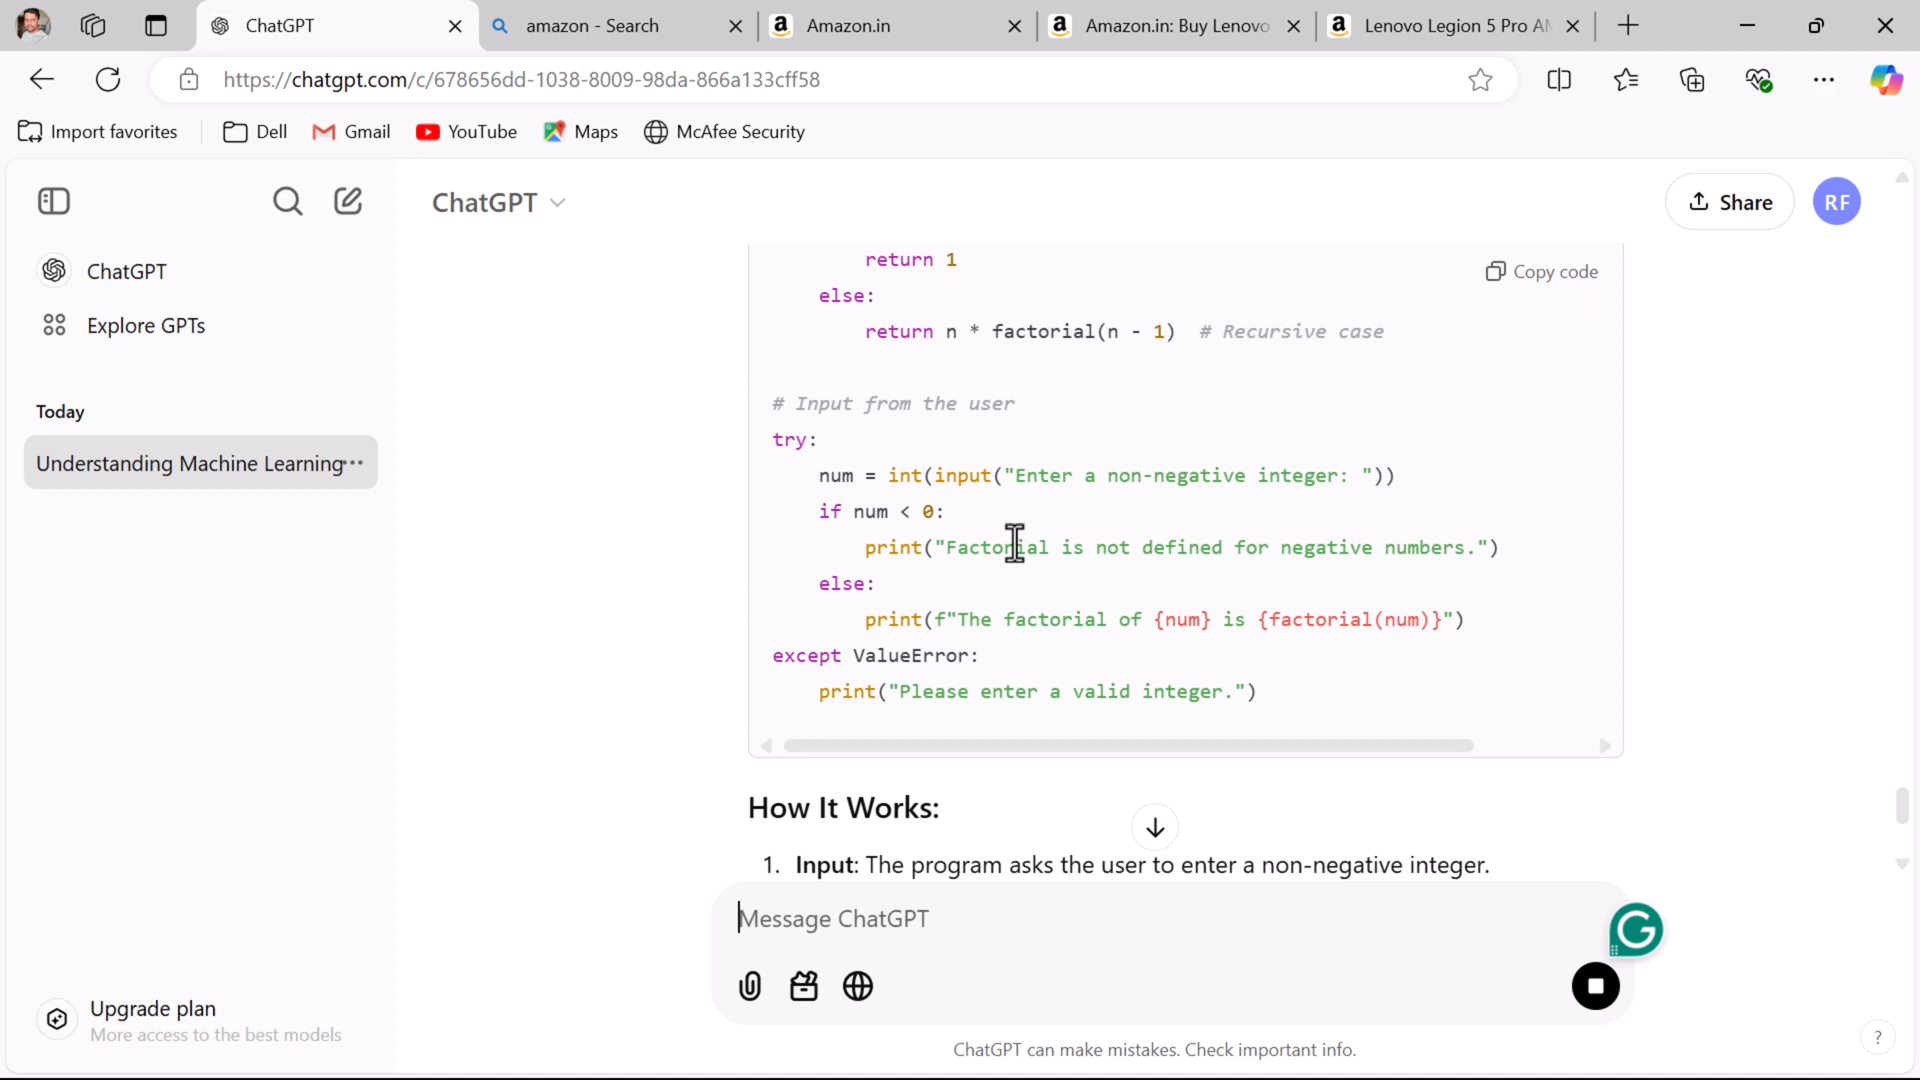 ChatGPT
amazon - Search
Amazon.in
Amazon.in: Buy Lenovo
Lenovo Legion 5 Pro AM
https://chatgpt.com/c/678656dd-1038-8009-98da-866a133cff58
Import favorites
Dell
Gmail
YouTube
Maps
McAfee Security
ChatGPT
Share
RF
ChatGPT
Explore GPTs
Today
Understanding Machine Learning
return 1
Copy code
else:
return n * factorial(n - 1)  # Recursive case
# Input from the user
try:
num = int(input("Enter a non-negative integer: "))
if num < 0:
print("Factorial is not defined for negative numbers.")
else:
print(f"The factorial of {num} is {factorial(num)}")
except ValueError:
print("Please enter a valid integer.")
How It Works:
1. Input: The program asks the user to enter a non-negative integer.
Message ChatGPT
Upgrade plan
More access to the best models
ChatGPT can make mistakes. Check important info.
?